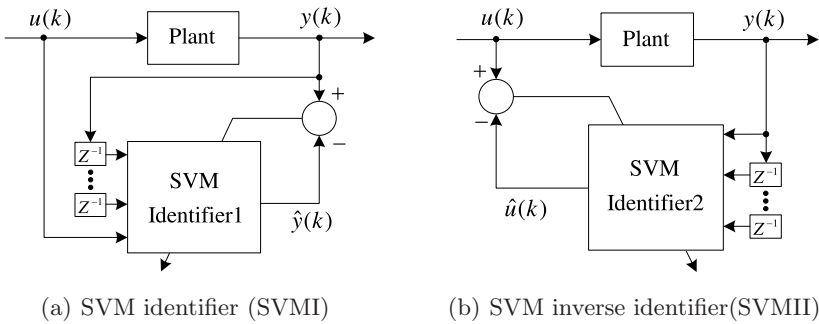 u(k)
Plant
y(k)
+
−
Z⁻¹
Z⁻¹
SVM
Identifier1
ŷ(k)
(a) SVM identifier (SVMI)
u(k)
Plant
y(k)
+
−
SVM
Identifier2
Z⁻¹
Z⁻¹
û(k)
(b) SVM inverse identifier(SVMII)